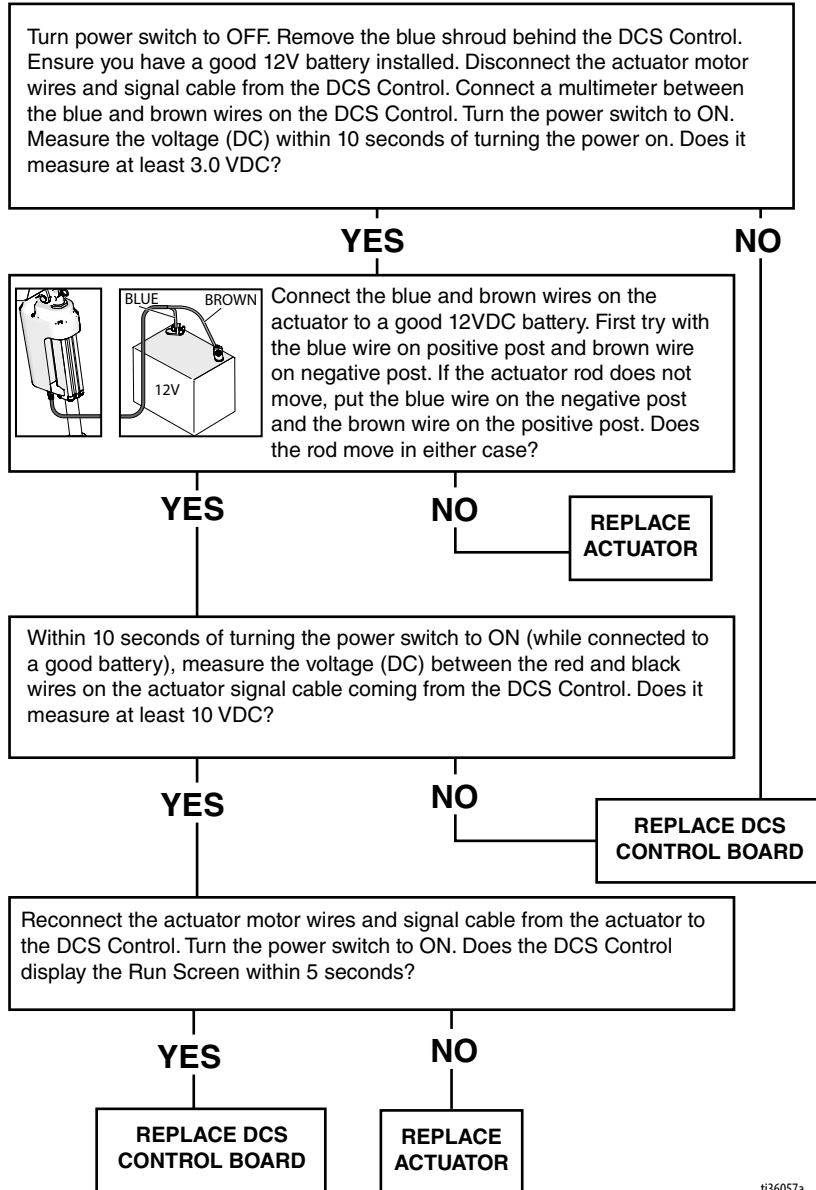 Turn power switch to OFF. Remove the blue shroud behind the DCS Control.
Ensure you have a good 12V battery installed. Disconnect the actuator motor
wires and signal cable from the DCS Control. Connect a multimeter between
the blue and brown wires on the DCS Control. Turn the power switch to ON.
Measure the voltage (DC) within 10 seconds of turning the power on. Does it
measure at least 3.0 VDC?
YES
NO
BLUE
BROWN
12V
Connect the blue and brown wires on the
actuator to a good 12VDC battery. First try with
the blue wire on positive post and brown wire
on negative post. If the actuator rod does not
move, put the blue wire on the negative post
and the brown wire on the positive post. Does
the rod move in either case?
YES
NO
REPLACE
ACTUATOR
Within 10 seconds of turning the power switch to ON (while connected to
a good battery), measure the voltage (DC) between the red and black
wires on the actuator signal cable coming from the DCS Control. Does it
measure at least 10 VDC?
YES
NO
REPLACE DCS
CONTROL BOARD
Reconnect the actuator motor wires and signal cable from the actuator to
the DCS Control. Turn the power switch to ON. Does the DCS Control
display the Run Screen within 5 seconds?
YES
NO
REPLACE DCS
CONTROL BOARD
REPLACE
ACTUATOR
ti36057a